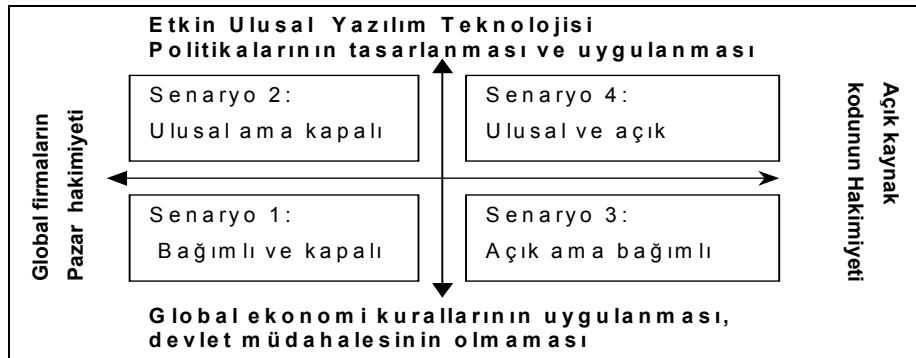 Etkin Ulusal Yazılım Teknolojisi
Politikalarının tasarlanması ve uygulanması
Global firmaların
Pazar hakimiyeti
Senaryo 2:
Ulusal ama kapalı
Senaryo 4:
Ulusal ve açık
Açık kaynak
kodunun Hakimiyeti
Senaryo 1:
Bağımlı ve kapalı
Senaryo 3:
Açık ama bağımlı
Global ekonomi kurallarının uygulanması,
devlet müdahalesinin olmaması